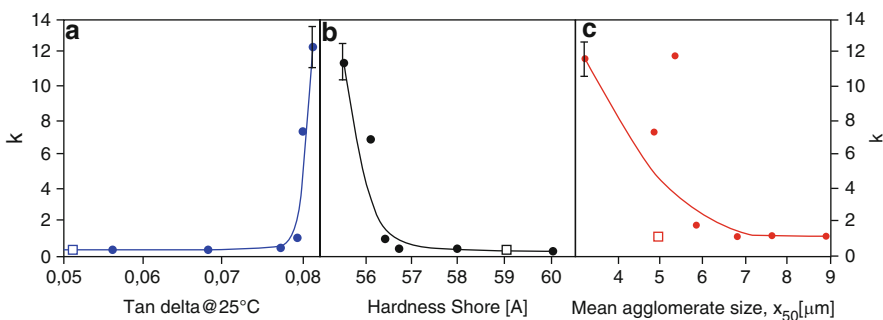 a b c
14 14
12 12
10 10
8 8
6 6
4 4
2 2
0 0
k k
0,05 0,06 0,07 0,08 56 57 58 59 60 4 5 6 7 8 9
Tan delta@25°C Hardness Shore [A] Mean agglomerate size, x50[μm]